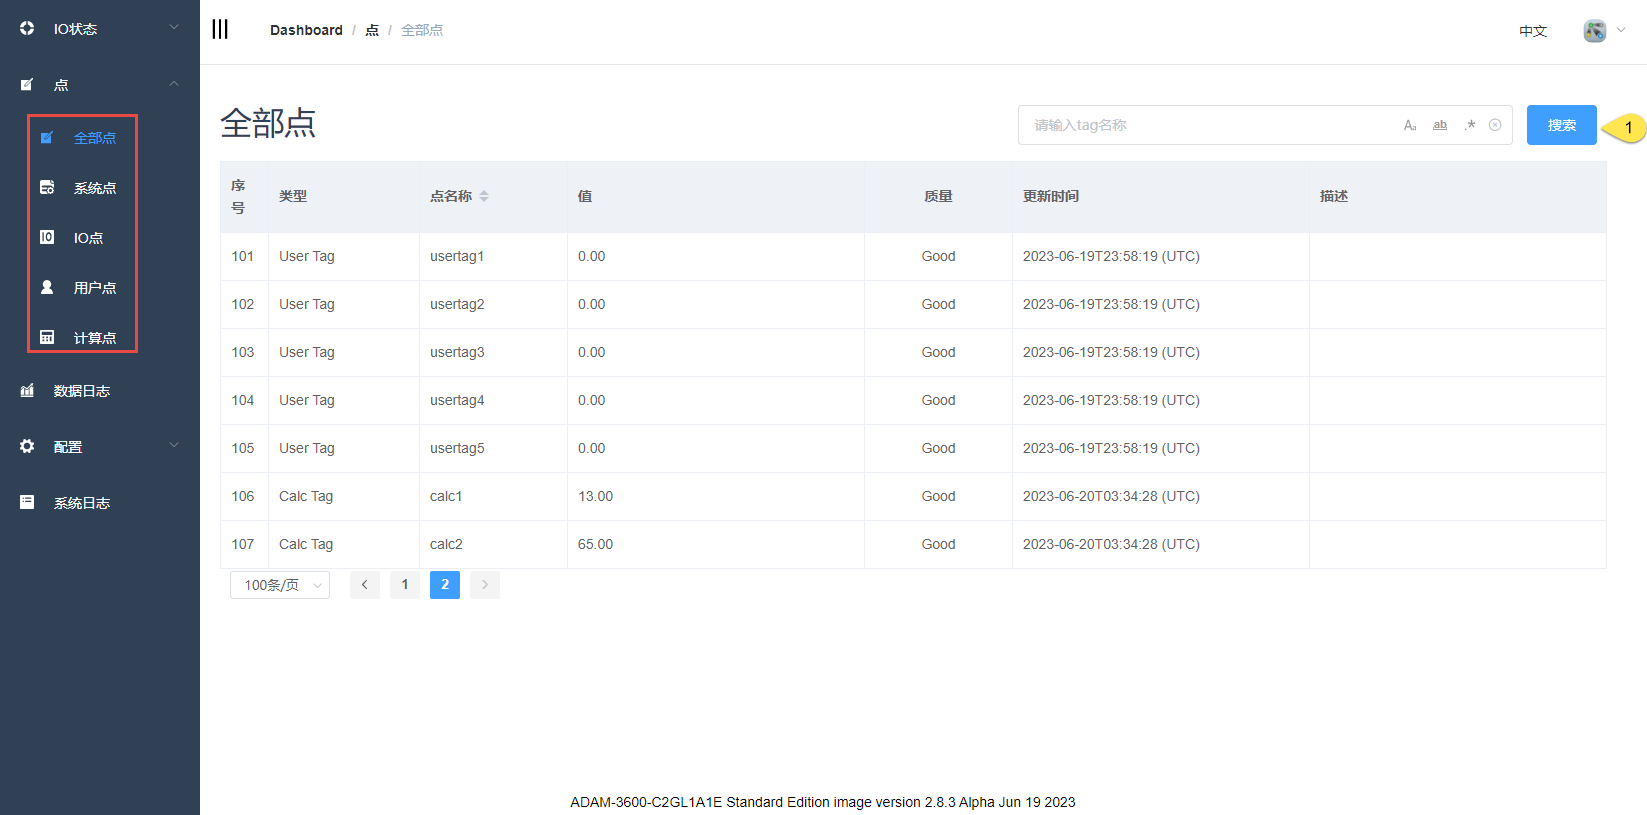 IO状态
点
全部点
系统点
IO点
用户点
计算点
数据日志
配置
系统日志
Dashboard / 点 / 全部点
中文
全部点
请输入tag名称 Aa ab .* 搜索 1
序号 类型 点名称 值 质量 更新时间 描述
101 User Tag usertag1 0.00 Good 2023-06-19T23:58:19 (UTC)
102 User Tag usertag2 0.00 Good 2023-06-19T23:58:19 (UTC)
103 User Tag usertag3 0.00 Good 2023-06-19T23:58:19 (UTC)
104 User Tag usertag4 0.00 Good 2023-06-19T23:58:19 (UTC)
105 User Tag usertag5 0.00 Good 2023-06-19T23:58:19 (UTC)
106 Calc Tag calc1 13.00 Good 2023-06-20T03:34:28 (UTC)
107 Calc Tag calc2 65.00 Good 2023-06-20T03:34:28 (UTC)
100条/页 < 1 2 >
ADAM-3600-C2GL1A1E Standard Edition image version 2.8.3 Alpha Jun 19 2023